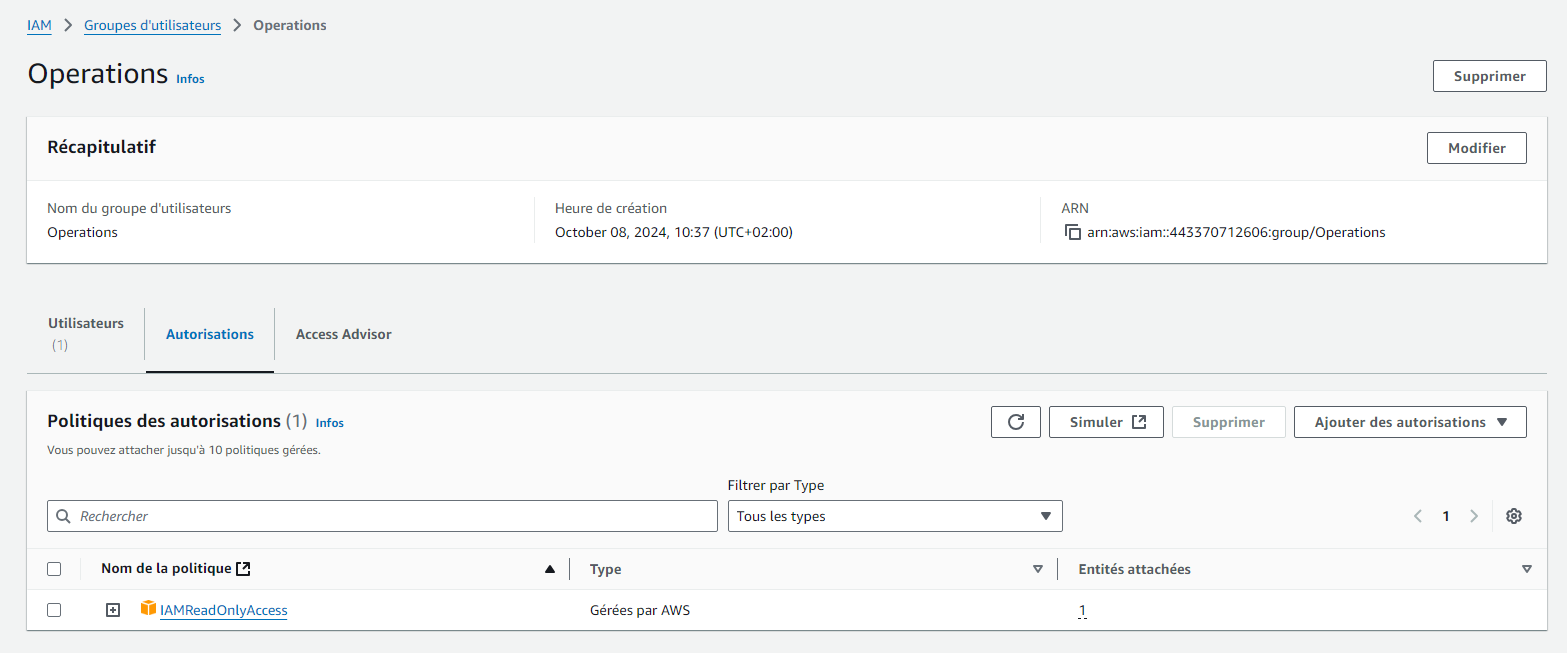 IAM > Groupes d'utilisateurs > Operations
Operations Infos
Supprimer
Récapitulatif
Modifier
Nom du groupe d'utilisateurs
Operations
Heure de création
October 08, 2024, 10:37 (UTC+02:00)
ARN
arn:aws:iam::443370712606:group/Operations
Utilisateurs
(1)
Autorisations
Access Advisor
Politiques des autorisations (1) Infos
Vous pouvez attacher jusqu'à 10 politiques gérées.
Simuler
Supprimer
Ajouter des autorisations
Rechercher
Filtrer par Type
Tous les types
1
Nom de la politique
Type
Entités attachées
IAMReadOnlyAccess
Gérées par AWS
1